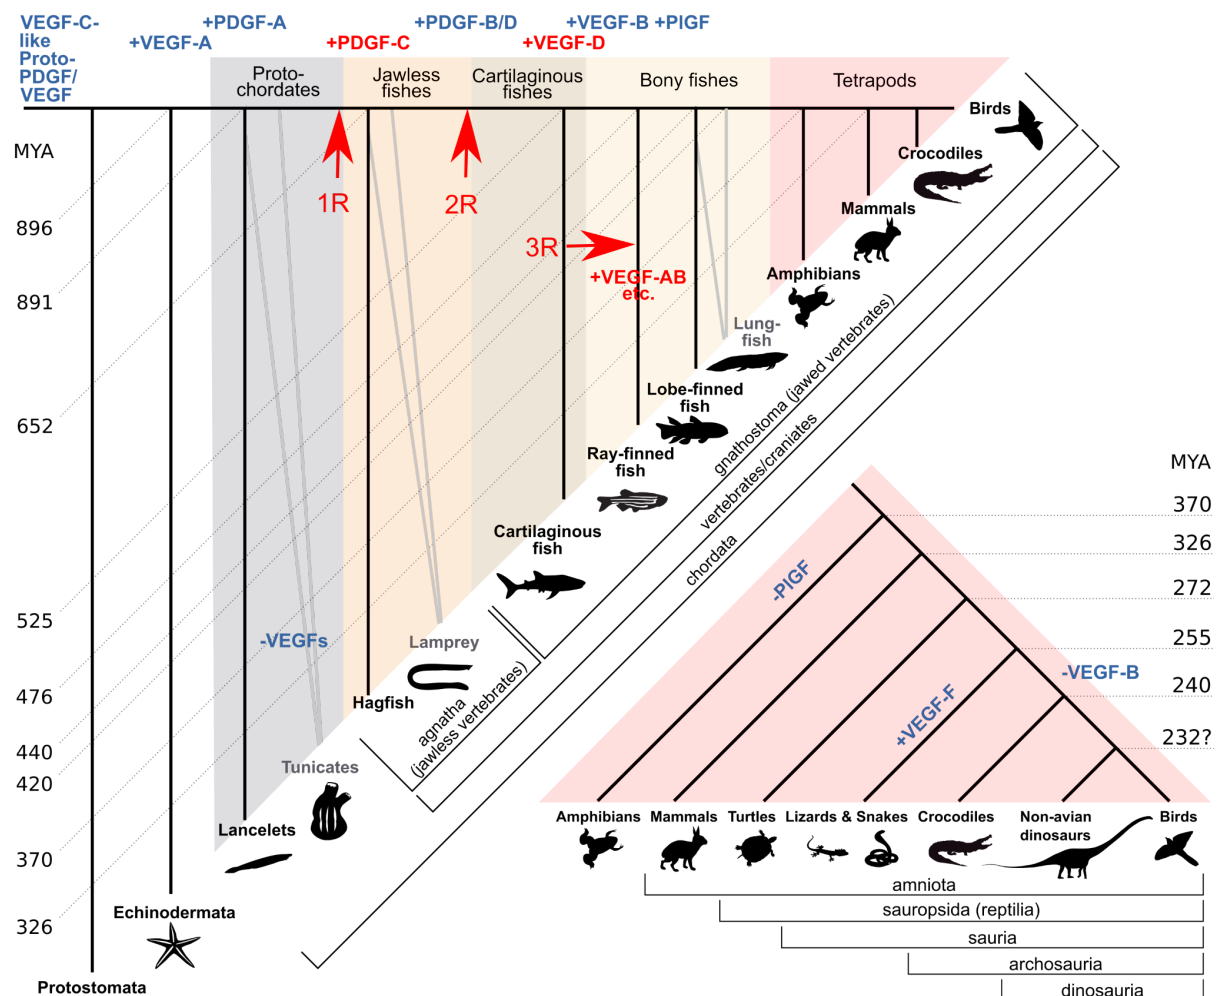 VEGF-C-
like
Proto-
PDGF/
VEGF
+VEGF-A
+PDGF-A
+PDGF-C
+PDGF-B/D
+VEGF-D
+VEGF-B +PlGF
Proto-
chordates
Jawless
fishes
Cartilaginous
fishes
Bony fishes
Tetrapods
MYA
896
891
652
525
476
440
420
370
326
1R
2R
3R
+VEGF-AB
etc.
Birds
Crocodiles
Mammals
Amphibians
Lung-
fish
Lobe-finned
fish
Ray-finned
fish
Cartilaginous
fish
Lamprey
Hagfish
-VEGFs
Tunicates
Lancelets
Echinodermata
Protostomata
gnathostoma (jawed vertebrates)
vertebrates/craniates
chordata
agnatha
(jawless vertebrates)
MYA
370
326
272
255
240
232?
-PlGF
+VEGF-F
-VEGF-B
Amphibians
Mammals
Turtles
Lizards & Snakes
Crocodiles
Non-avian
dinosaurs
Birds
amniota
sauropsida (reptilia)
sauria
archosauria
dinosauria